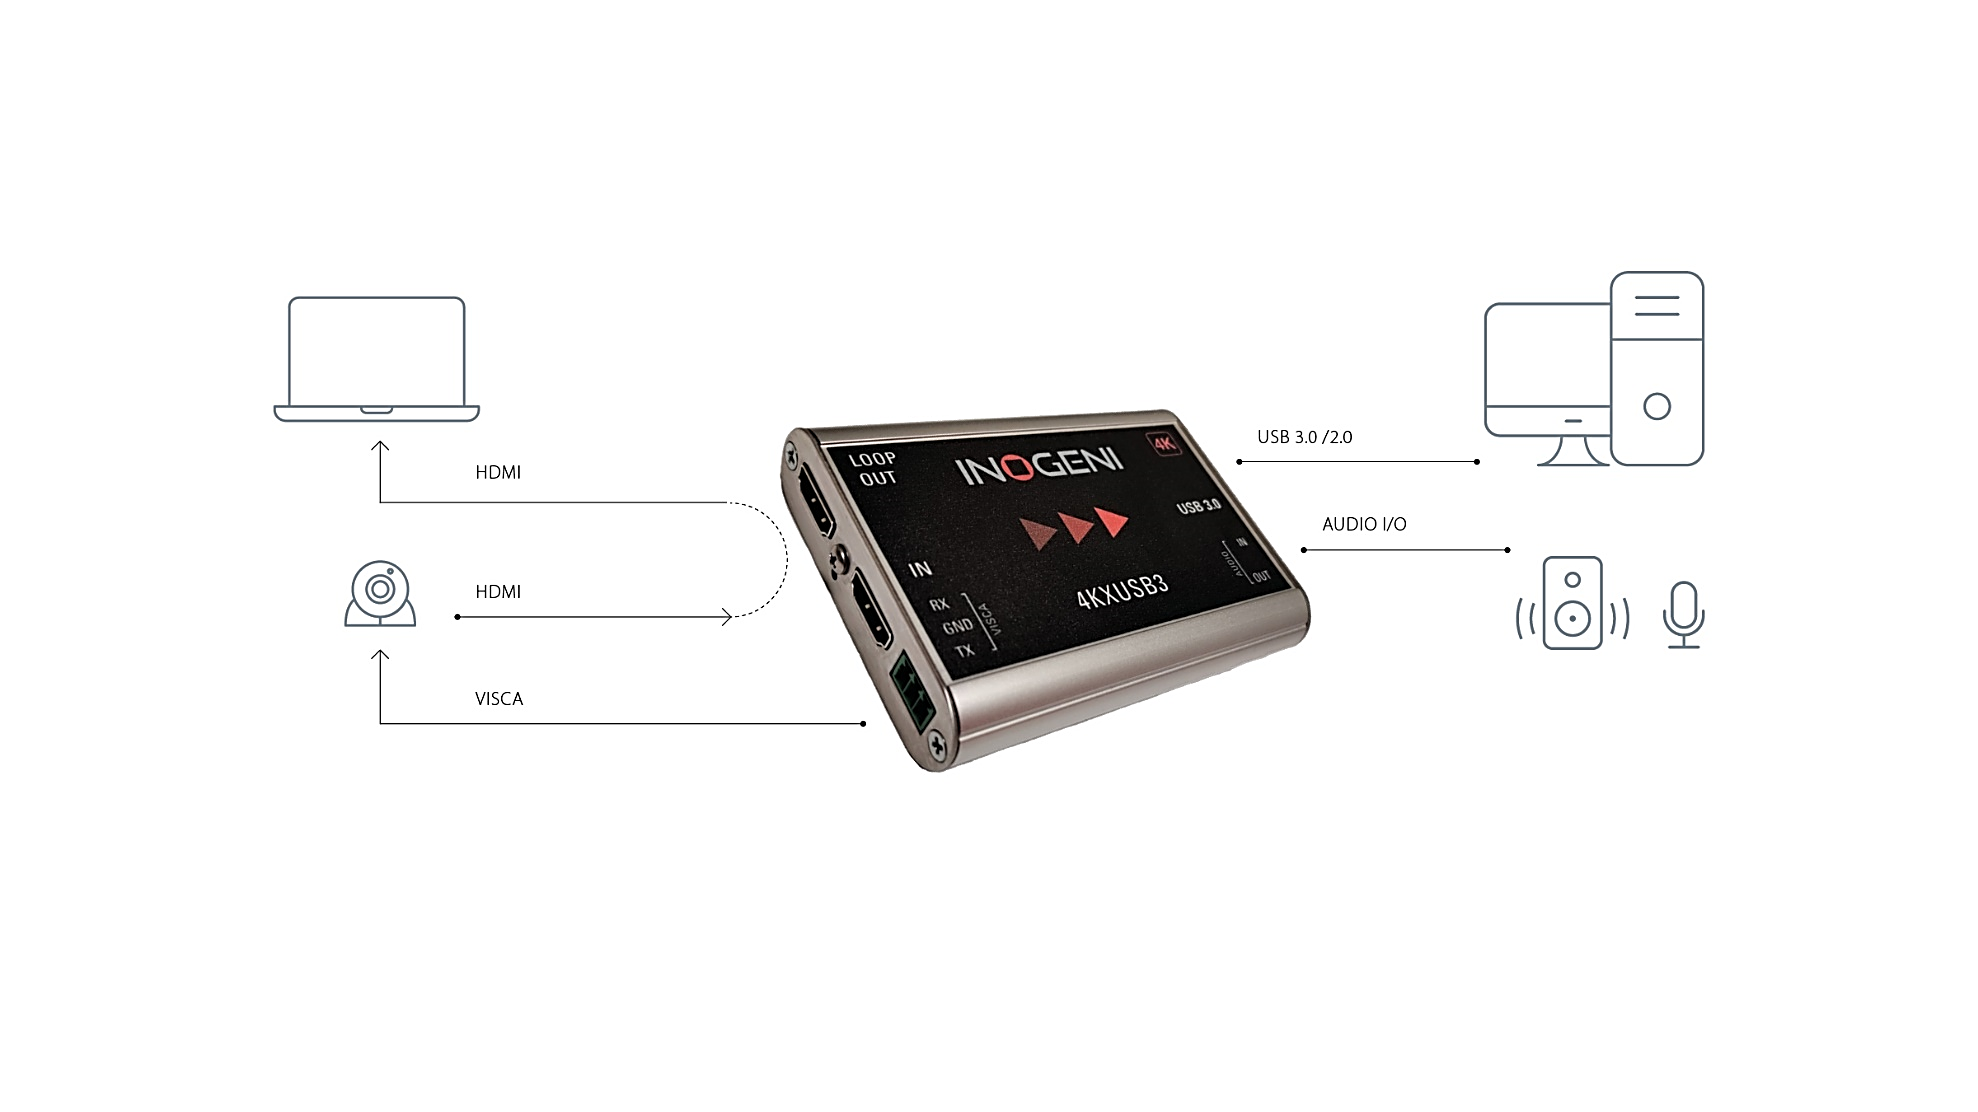 HDMI
HDMI
VISCA
LOOP
OUT
INOGENI
4K
USB 3.0
IN
RX
GND
TX
VISCA
4KXUSB3
AUDIO
IN
OUT
USB 3.0 /2.0
AUDIO I/O